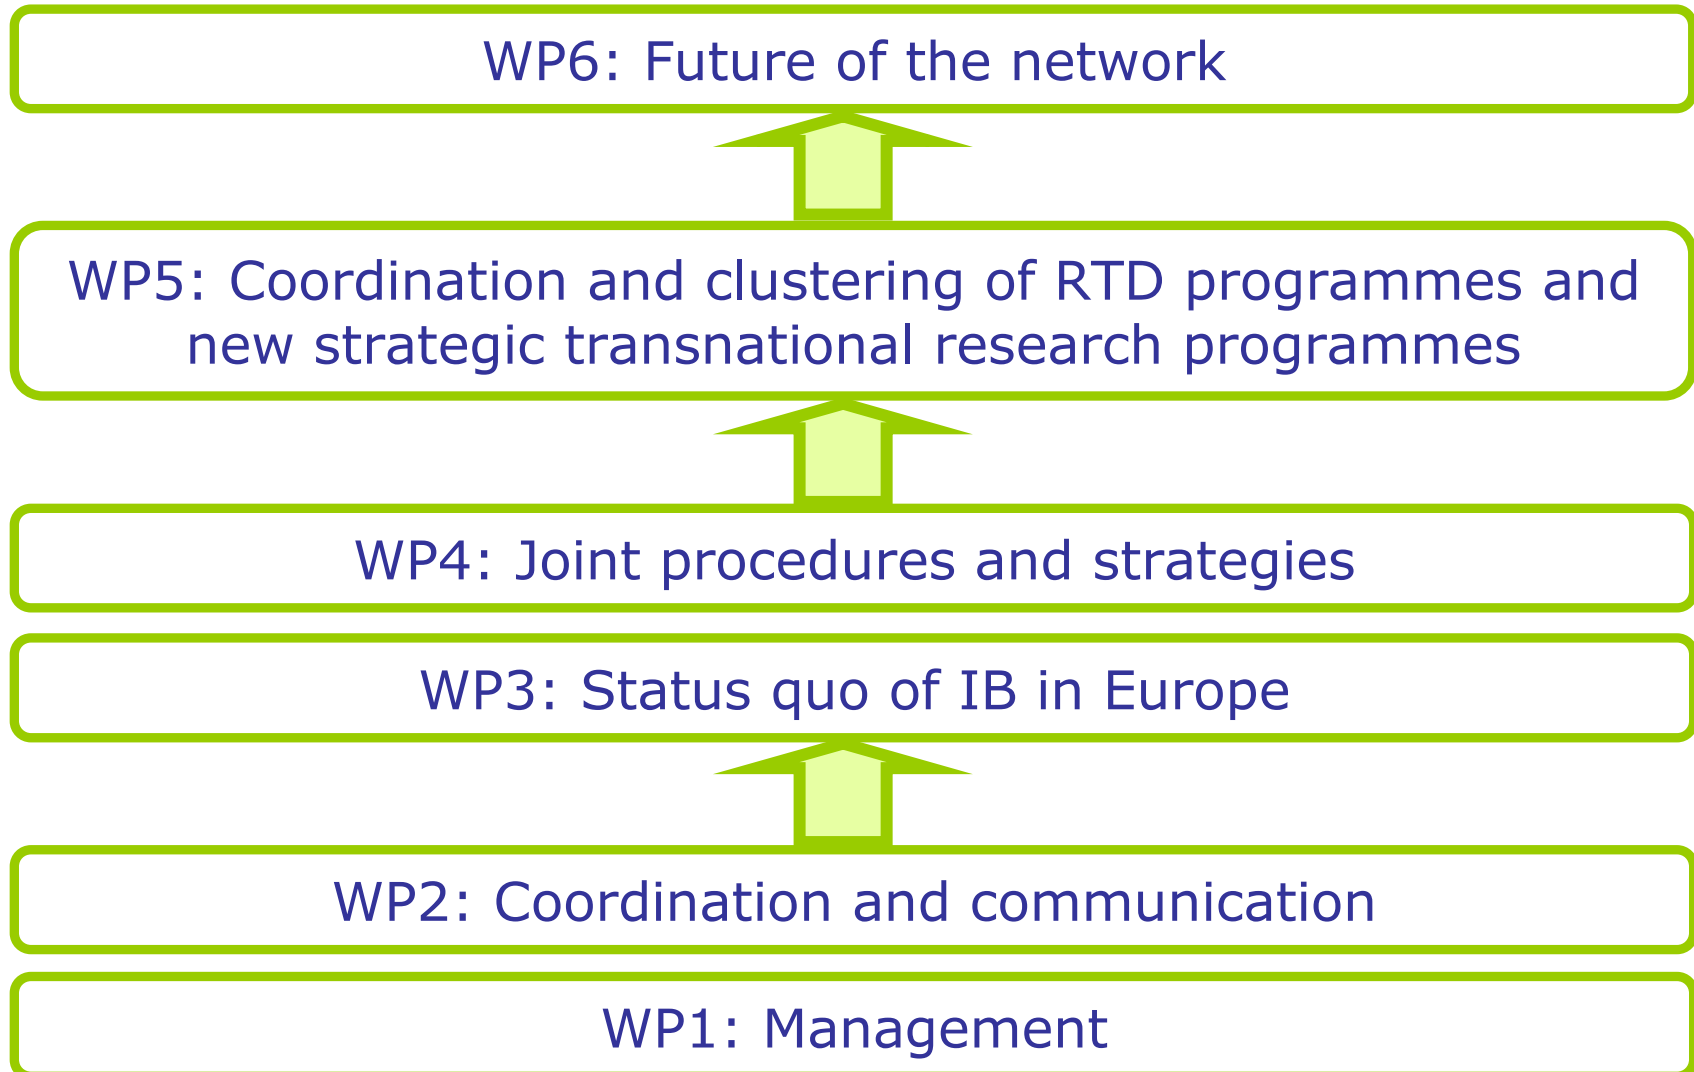 WP6: Future of the network
WP5: Coordination and clustering of RTD programmes and
new strategic transnational research programmes
WP4: Joint procedures and strategies
WP3: Status quo of IB in Europe
WP2: Coordination and communication
WP1: Management